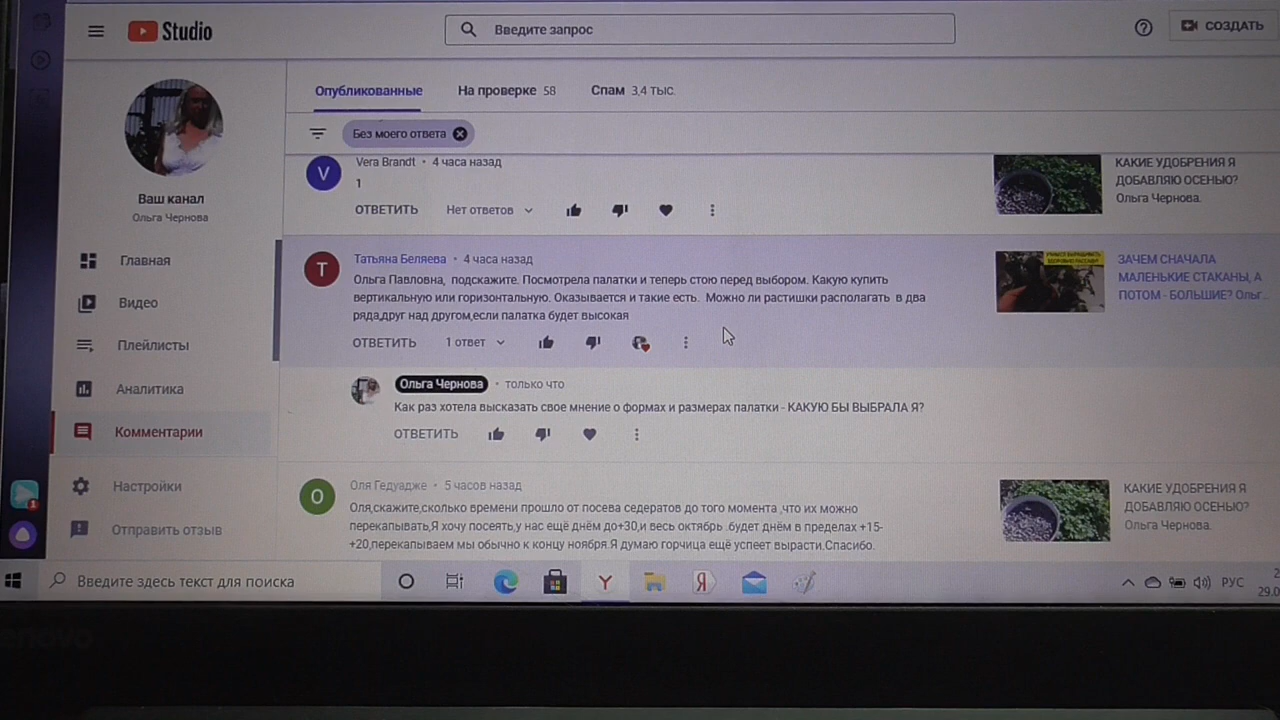 Studio
Введите запрос
СОЗДАТЬ
Ваш канал
Ольга Чернова
Главная
Видео
Плейлисты
Аналитика
Комментарии
Настройки
Отправить отзыв
Опубликованные На проверке 58 Спам 3,4 ТЫС.
Без моего ответа
V
Vera Brandt • 4 часа назад
1
ОТВЕТИТЬ Нет ответов
КАКИЕ УДОБРЕНИЯ Я
ДОБАВЛЯЮ ОСЕНЬЮ?
Ольга Чернова.
Т
Татьяна Беляева • 4 часа назад
Ольга Павловна, подскажите. Посмотрела палатки и теперь стою перед выбором. Какую купить
вертикальную или горизонтальную. Оказывается и такие есть. Можно ли растишки располагать в два
ряда,друг над другом,если палатка будет высокая
ОТВЕТИТЬ 1 ответ
ЗАЧЕМ СНАЧАЛА
МАЛЕНЬКИЕ СТАКАНЫ, А
ПОТОМ - БОЛЬШИЕ? Ольг...
Ольга Чернова • только что
Как раз хотела высказать свое мнение о формах и размерах палатки - КАКУЮ БЫ ВЫБРАЛА Я?
ОТВЕТИТЬ
О
Оля Гедуадже • 5 часов назад
Оля,скажите,сколько времени прошло от посева седератов до того момента ,что их можно
перекапывать,Я хочу посеять,у нас ещё днём до+30,и весь октябрь .будет днём в пределах +15-
+20,перекапываем мы обычно к концу ноября.Я думаю горчица ещё успеет вырасти.Спасибо.
КАКИЕ УДОБРЕНИЯ Я
ДОБАВЛЯЮ ОСЕНЬЮ?
Ольга Чернова.
1
Введите здесь текст для поиска
Y
Я
РУС
29.0